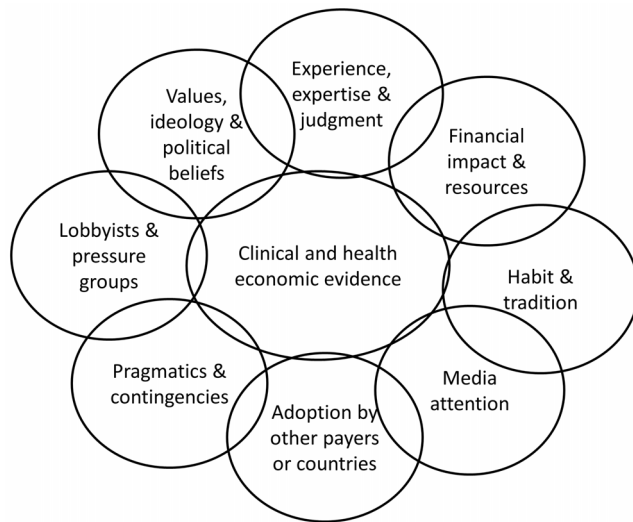 Experience,
expertise &
judgment
Values,
ideology &
political
beliefs
Financial
impact &
resources
Lobbyists &
pressure
groups
Clinical and health
economic evidence
Habit &
tradition
Pragmatics &
contingencies
Media
attention
Adoption by
other payers
or countries